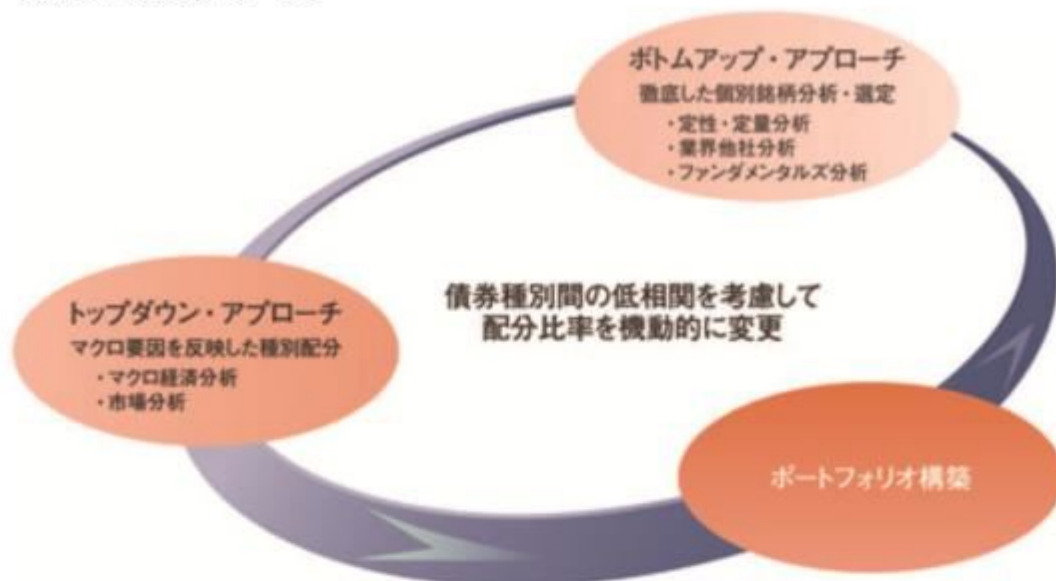 ボトムアップ・アプローチ
徹底した個別銘柄分析・選定
・定性・定量分析
・業界他社分析
・ファンダメンタルズ分析
トップダウン・アプローチ
マクロ要因を反映した種別配分
・マクロ経済分析
・市場分析
債券種別間の低相関を考慮して
配分比率を機動的に変更
ポートフォリオ構築